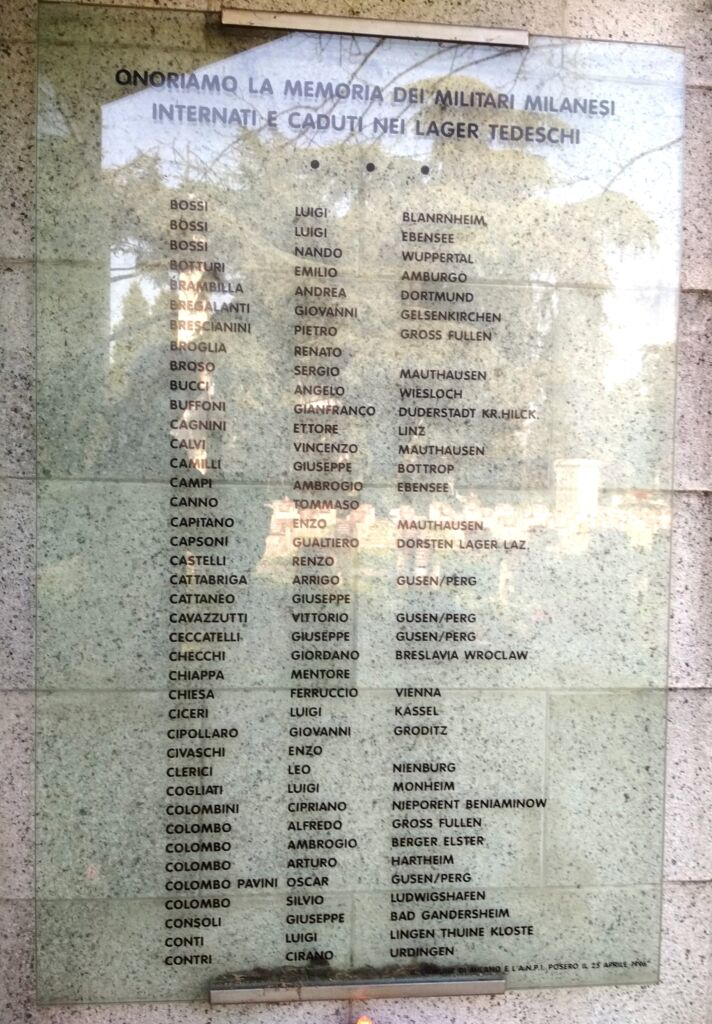 ONORIAMO LA MEMORIA DEI MILITARI MILANESI
INTERNATI E CADUTI NEI LAGER TEDESCHI
• • •
BOSSI LUIGI BLANRNHEIM
BOSSI LUIGI EBENSEE
BOSSI NANDO WUPPERTAL
BOTTURI EMILIO AMBURGO
BRAMBILLA ANDREA DORTMUND
BREGALANTI GIOVANNI GELSENKIRCHEN
BRESCIANINI PIETRO GROSS FULLEN
BROGLIA RENATO
BROSO SERGIO MAUTHAUSEN
BUCCI ANGELO WIESLOCH
BUFFONI GIANFRANCO DUDERSTADT KR.HILCK.
CAGNINI ETTORE LINZ
CALVI VINCENZO MAUTHAUSEN
CAMILLI GIUSEPPE BOTTROP
CAMPI AMBROGIO EBENSEE
CANNO TOMMASO
CAPITANO ENZO MAUTHAUSEN
CAPSONI GUALTIERO DORSTEN LAGER LAZ.
CASTELLI RENZO
CATTABRIGA ARRIGO GUSEN/PERG
CATTANEO GIUSEPPE
CAVAZZUTTI VITTORIO GUSEN/PERG
CECCATELLI GIUSEPPE GUSEN/PERG
CHECCHI GIORDANO BRESLAVIA WROCLAW
CHIAPPA MENTORE
CHIESA FERRUCCIO VIENNA
CICERI LUIGI KASSEL
CIPOLLARO GIOVANNI GRODITZ
CIVASCHI ENZO
CLERICI LEO NIENBURG
COGLIATI LUIGI MONHEIM
COLOMBINI CIPRIANO NIEPORENT BENIAMINOW
COLOMBO ALFREDO GROSS FULLEN
COLOMBO AMBROGIO BERGER ELSTER
COLOMBO ARTURO HARTHEIM
COLOMBO PAVINI OSCAR GUSEN/PERG
COLOMBO SILVIO LUDWIGSHAFEN
CONSOLI GIUSEPPE BAD GANDERSHEIM
CONTI LUIGI LINGEN THUINE KLOSTE
CONTRI CIRANO URDINGEN
DI MILANO E L'A.N.P.I. POSERO IL 25 APRILE